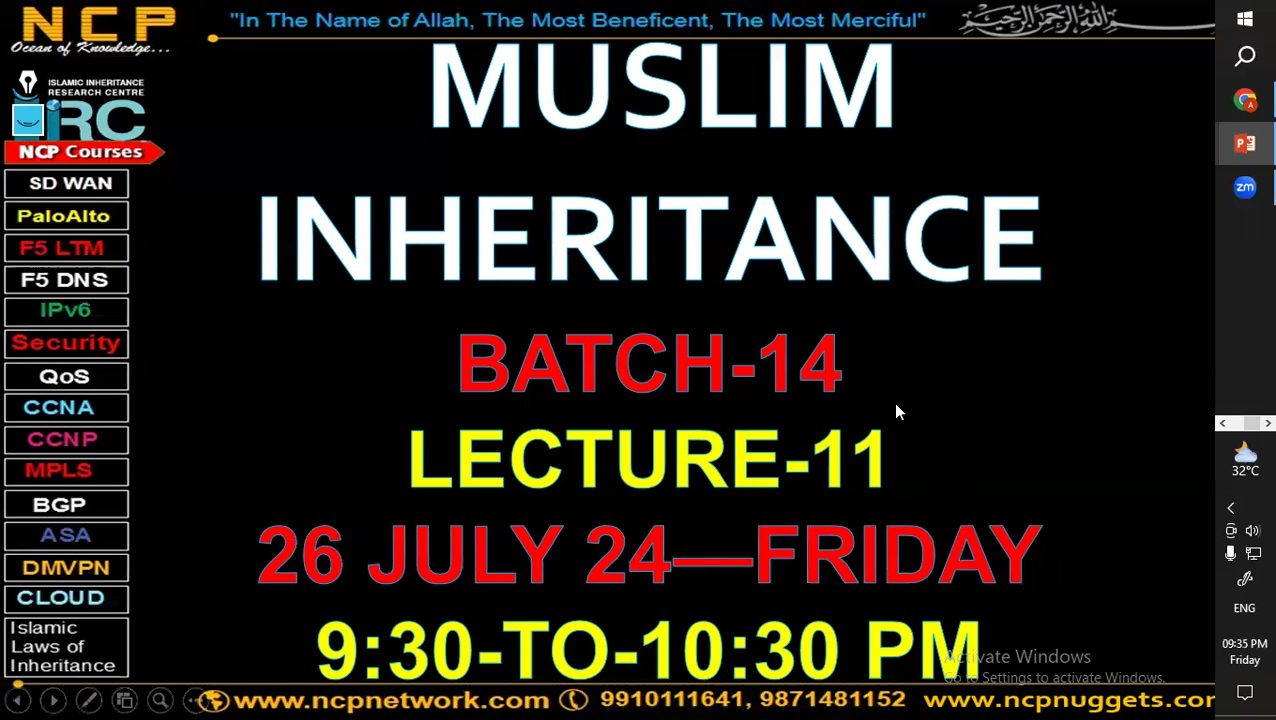 NCP
Ocean of Knowledge...
"In The Name of Allah, The Most Beneficent, The Most Merciful"
ISLAMIC INHERITANCE
RESEARCH CENTRE
iRC
NCP Courses
SD WAN
PaloAlto
F5 LTM
F5 DNS
IPv6
Security
QoS
CCNA
CCNP
MPLS
BGP
ASA
DMVPN
CLOUD
Islamic
Laws of
Inheritance
MUSLIM
INHERITANCE
BATCH-14
LECTURE-11
26 JULY 24—FRIDAY
9:30-TO-10:30 PM
Activate Windows
Go to Settings to activate Windows.
www.ncpnetwork.com
9910111641, 9871481152
www.ncpnuggets.com
zm
32°C
ENG
09:35 PM
Friday